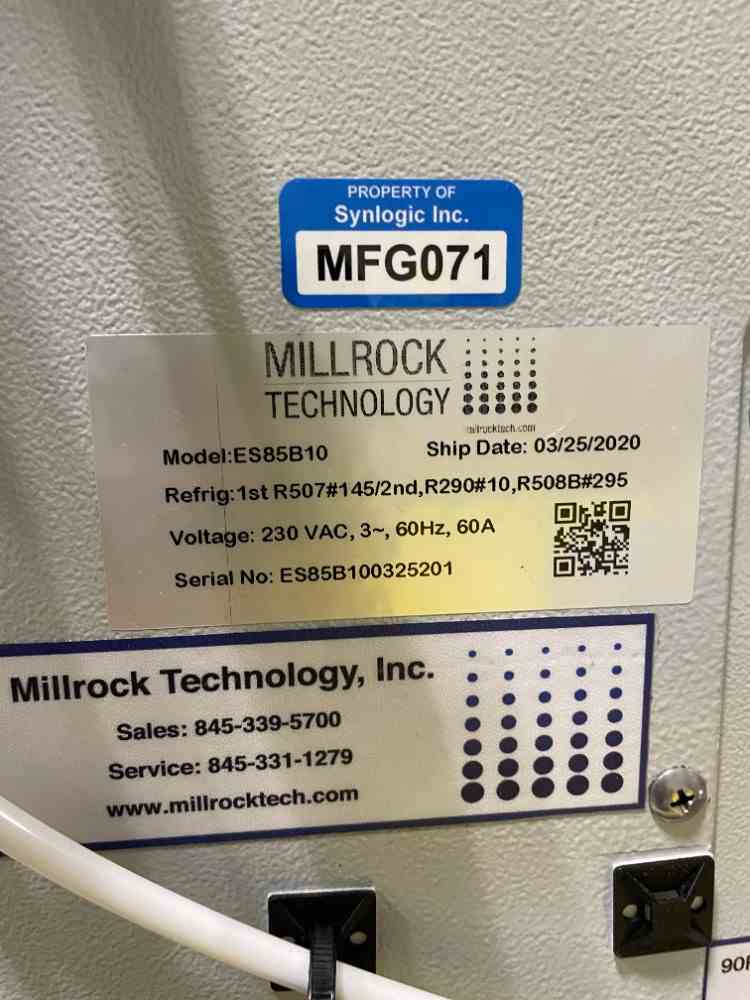 PROPERTY OF
Synlogic Inc.
MFG071
MILLROCK
TECHNOLOGY
millrocktech.com
Model:ES85B10 Ship Date: 03/25/2020
Refrig:1st R507#145/2nd,R290#10,R508B#295
Voltage: 230 VAC, 3~, 60Hz, 60A
Serial No: ES85B100325201
Millrock Technology, Inc.
Sales: 845-339-5700
Service: 845-331-1279
www.millrocktech.com